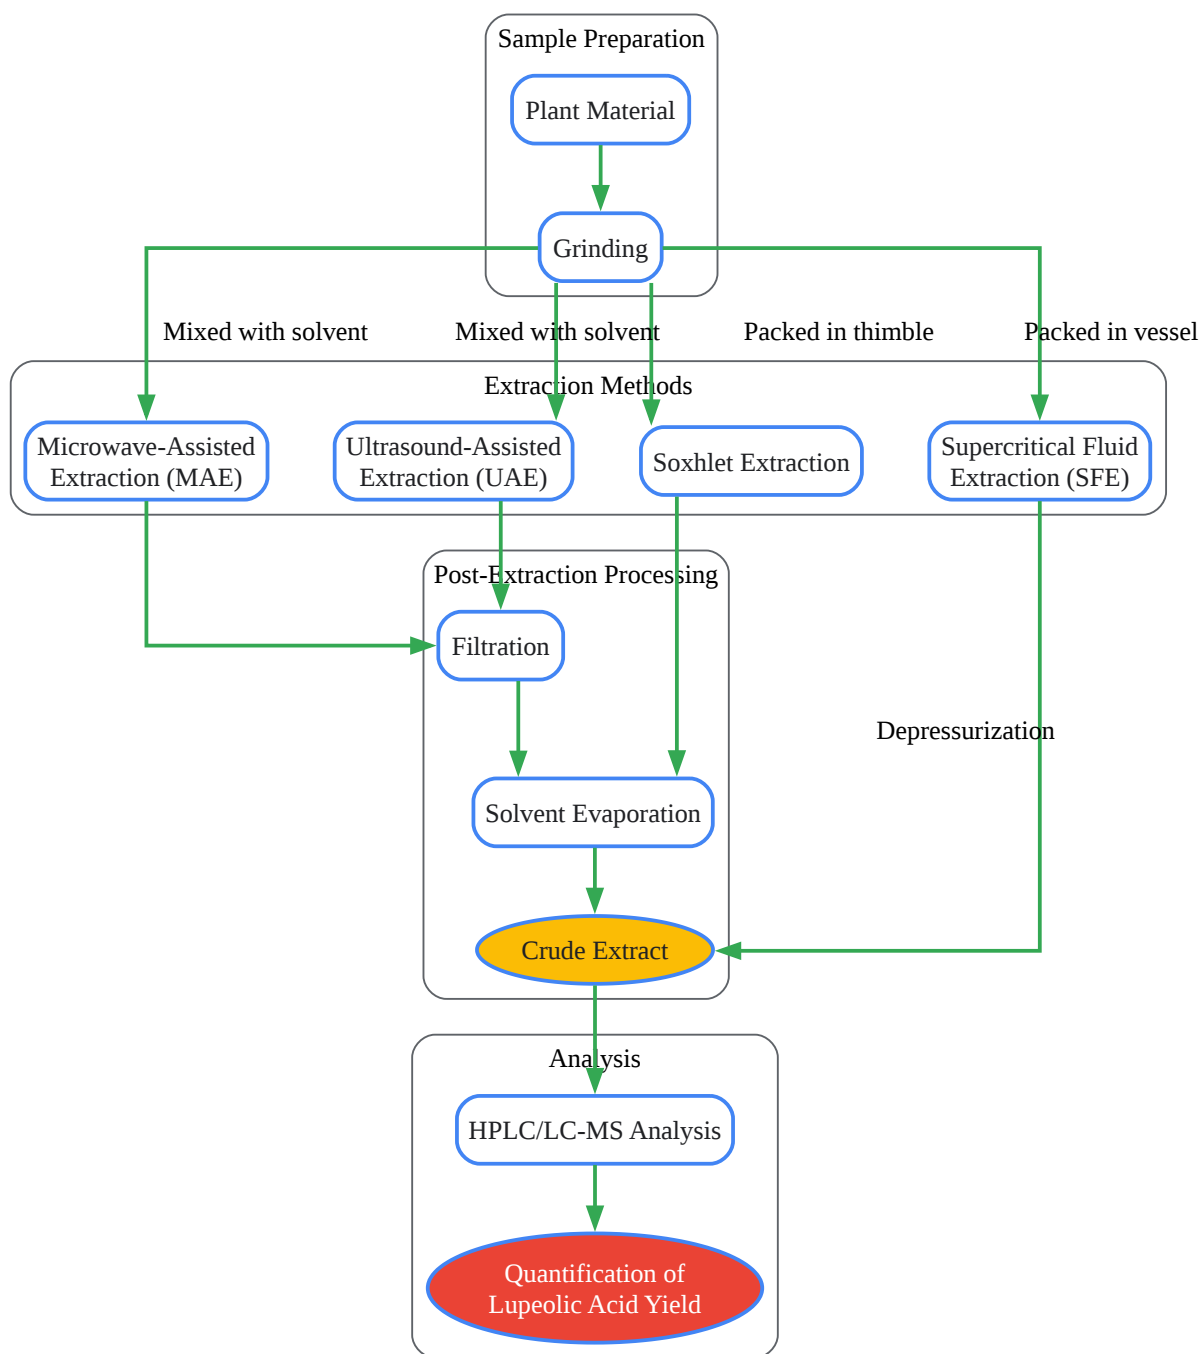 Sample Preparation
Plant Material
Grinding
Mixed with solvent
Mixed with solvent
Packed in thimble
Packed in vessel
Extraction Methods
Microwave-Assisted
Extraction (MAE)
Ultrasound-Assisted
Extraction (UAE)
Soxhlet Extraction
Supercritical Fluid
Extraction (SFE)
Post-Extraction Processing
Filtration
Depressurization
Solvent Evaporation
Crude Extract
Analysis
HPLC/LC-MS Analysis
Quantification of
Lupeolic Acid Yield